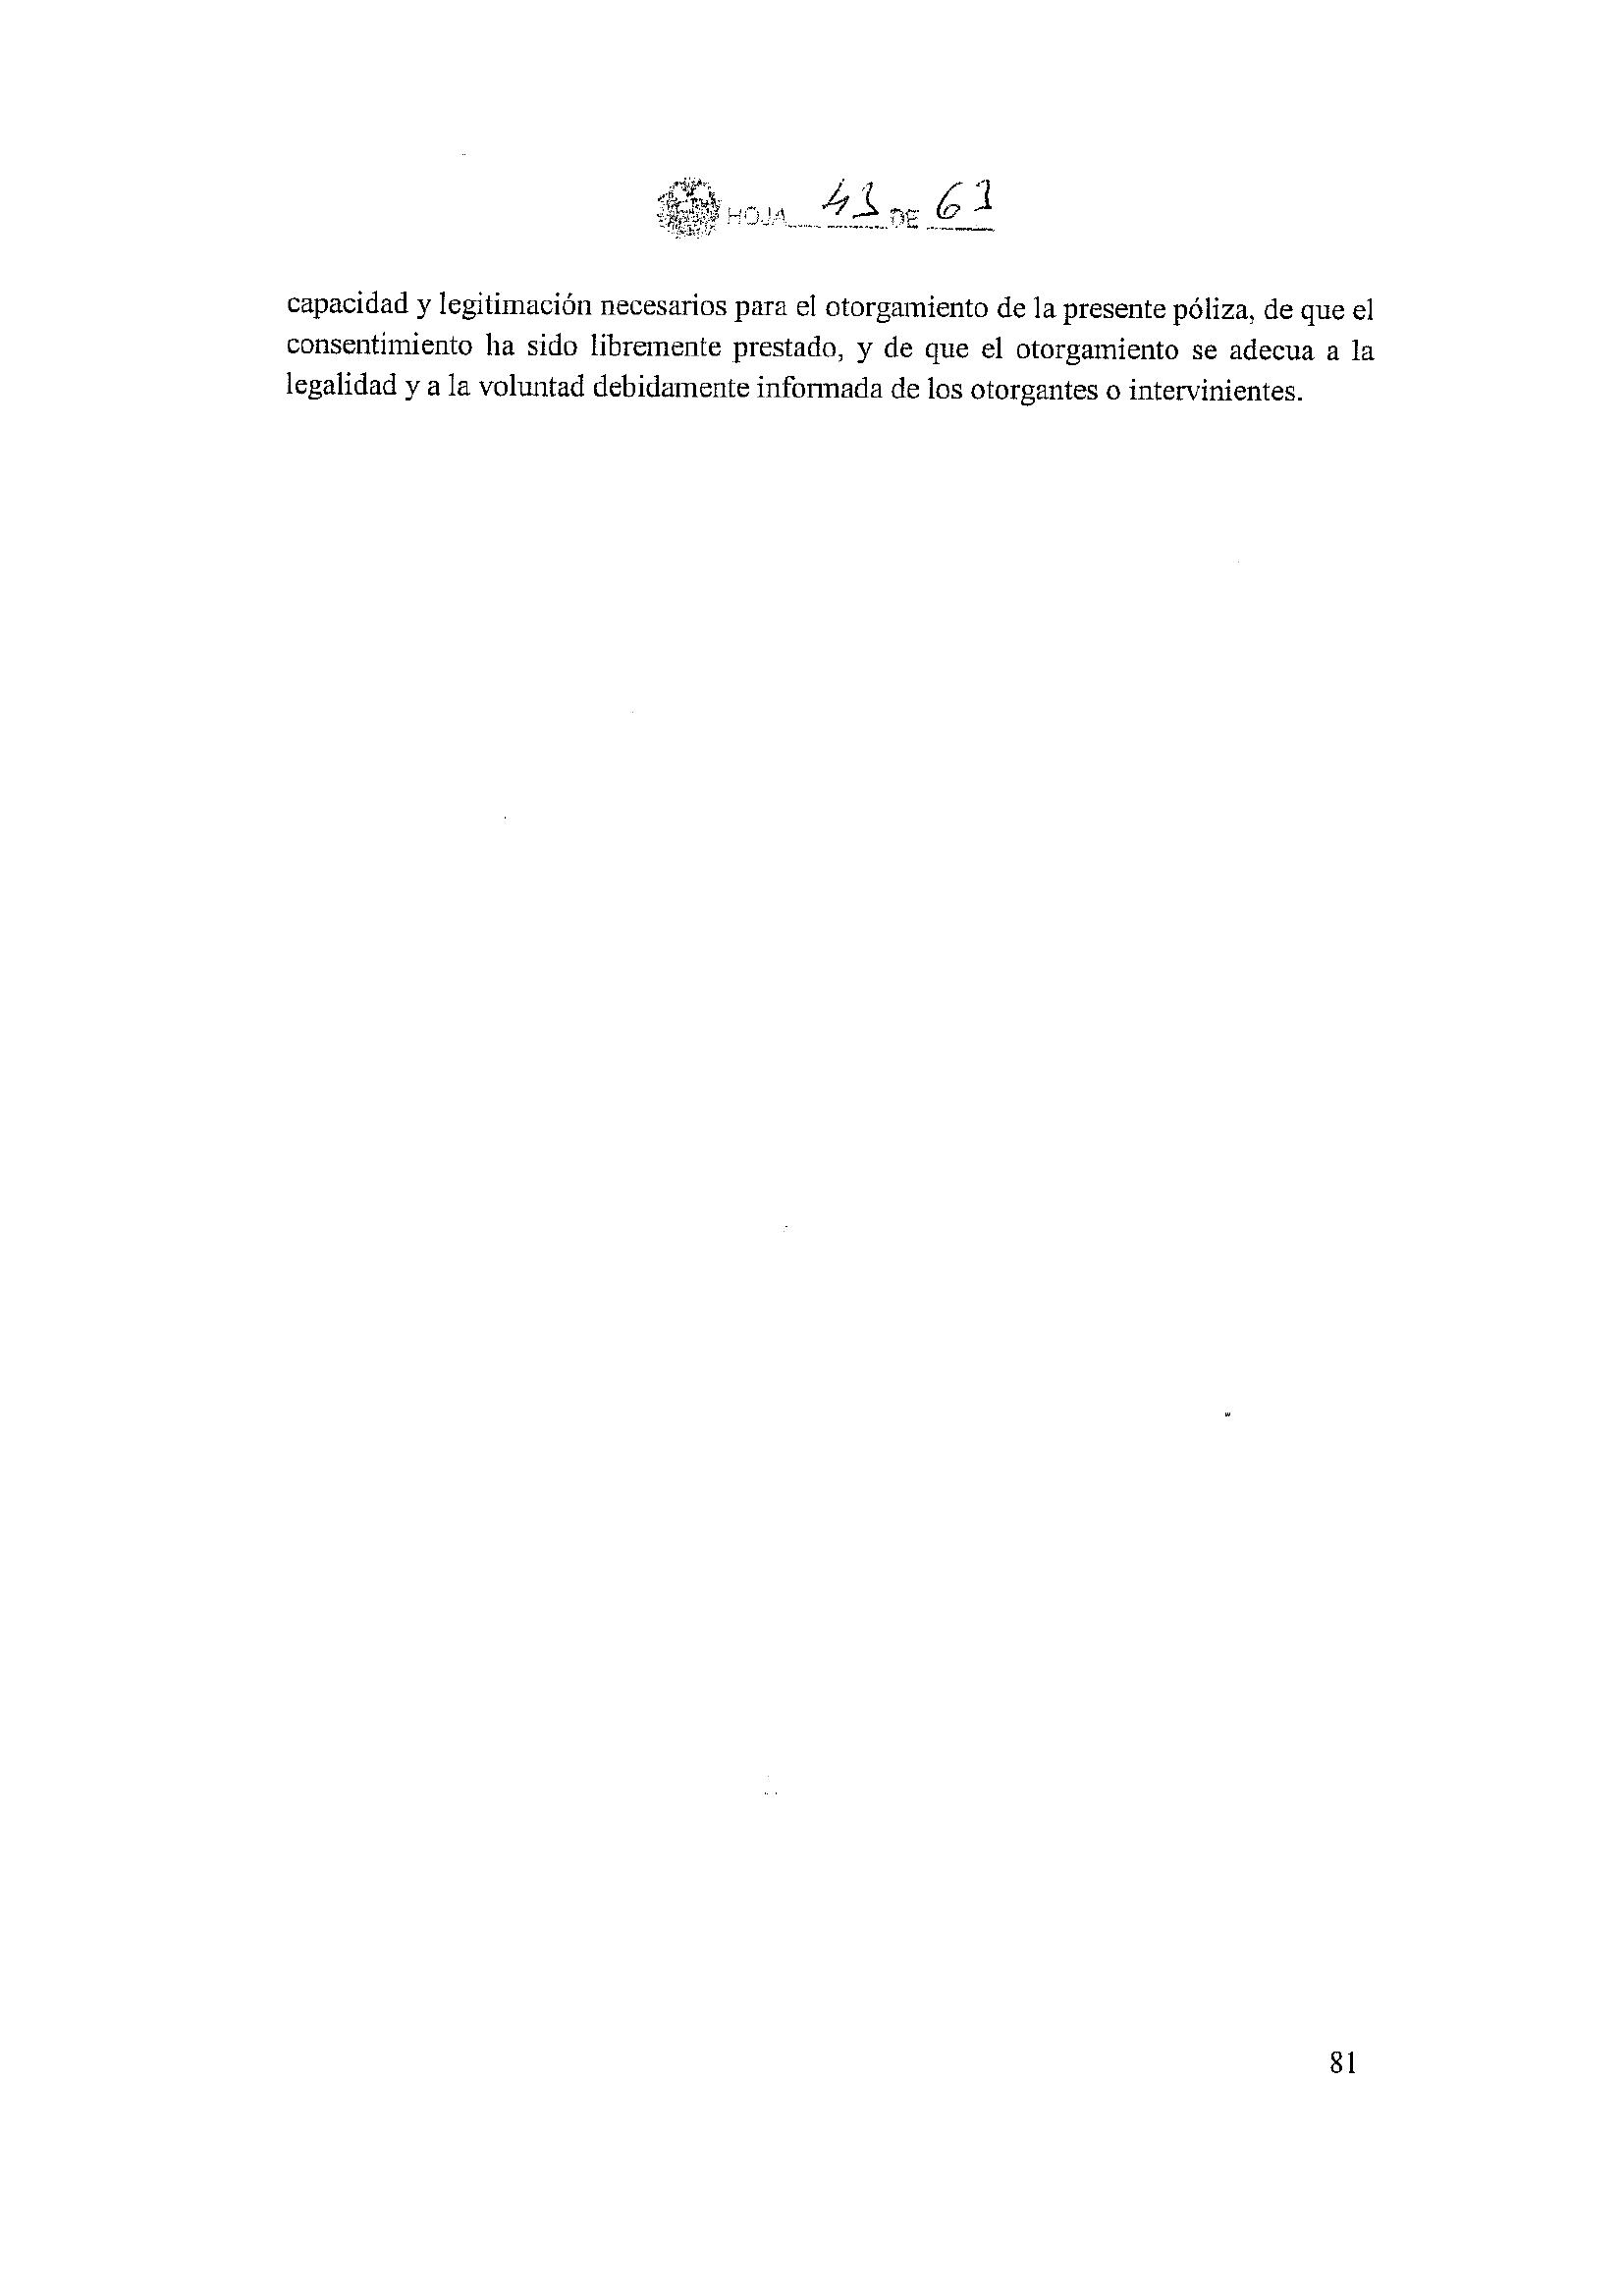 HOJA 41 DE 61
capacidad y legitimación necesarios para el otorgamiento de la presente póliza, de que el
consentimiento ha sido libremente prestado, y de que el otorgamiento se adecua a la
legalidad y a la voluntad debidamente informada de los otorgantes o intervinientes.
81